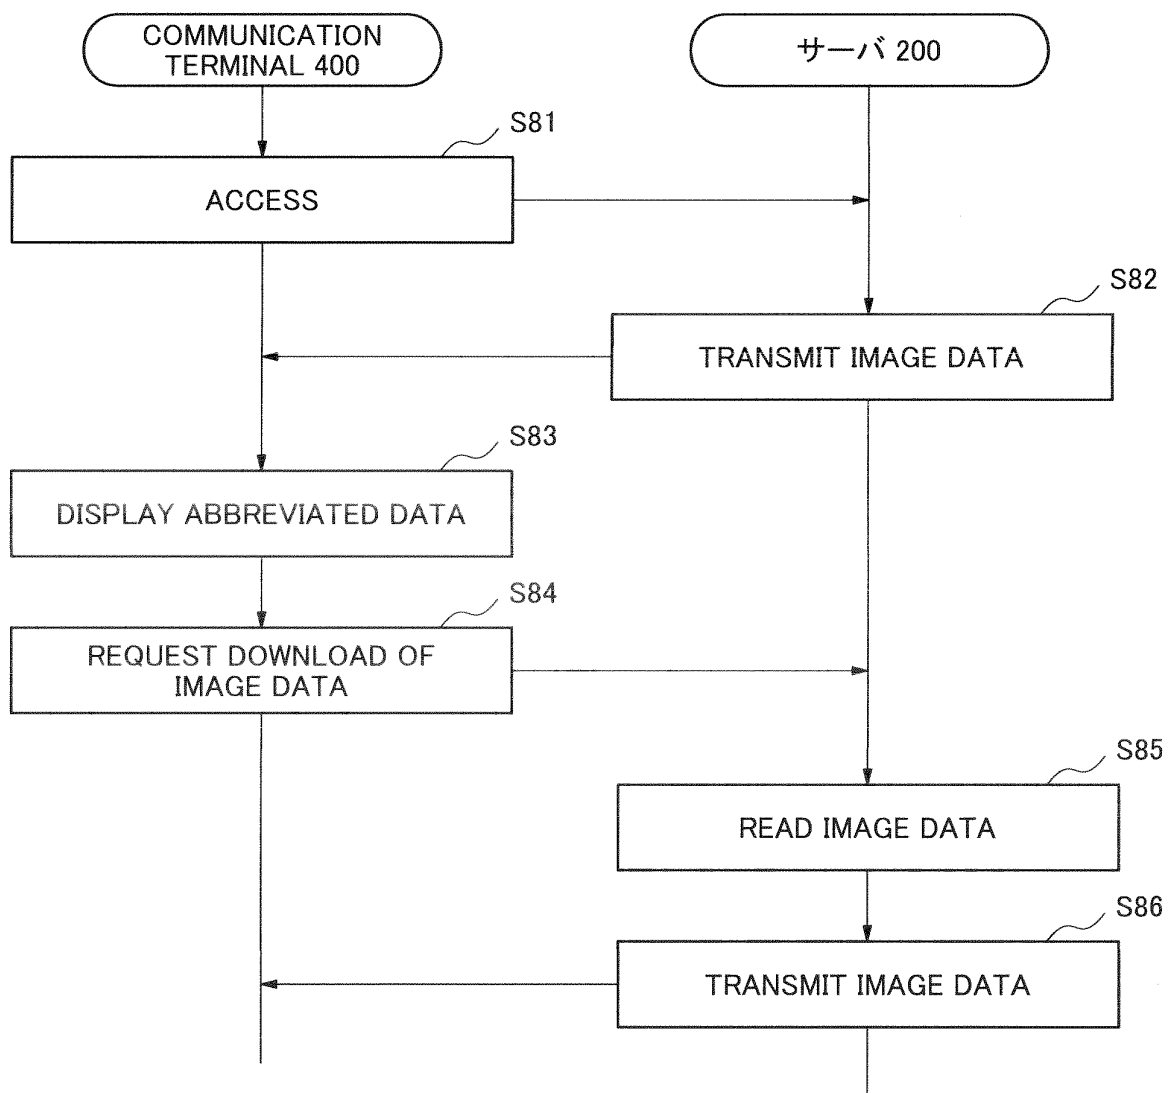 COMMUNICATION
TERMINAL 400
サーバ 200
S81
ACCESS
S82
TRANSMIT IMAGE DATA
S83
DISPLAY ABBREVIATED DATA
S84
REQUEST DOWNLOAD OF
IMAGE DATA
S85
READ IMAGE DATA
S86
TRANSMIT IMAGE DATA